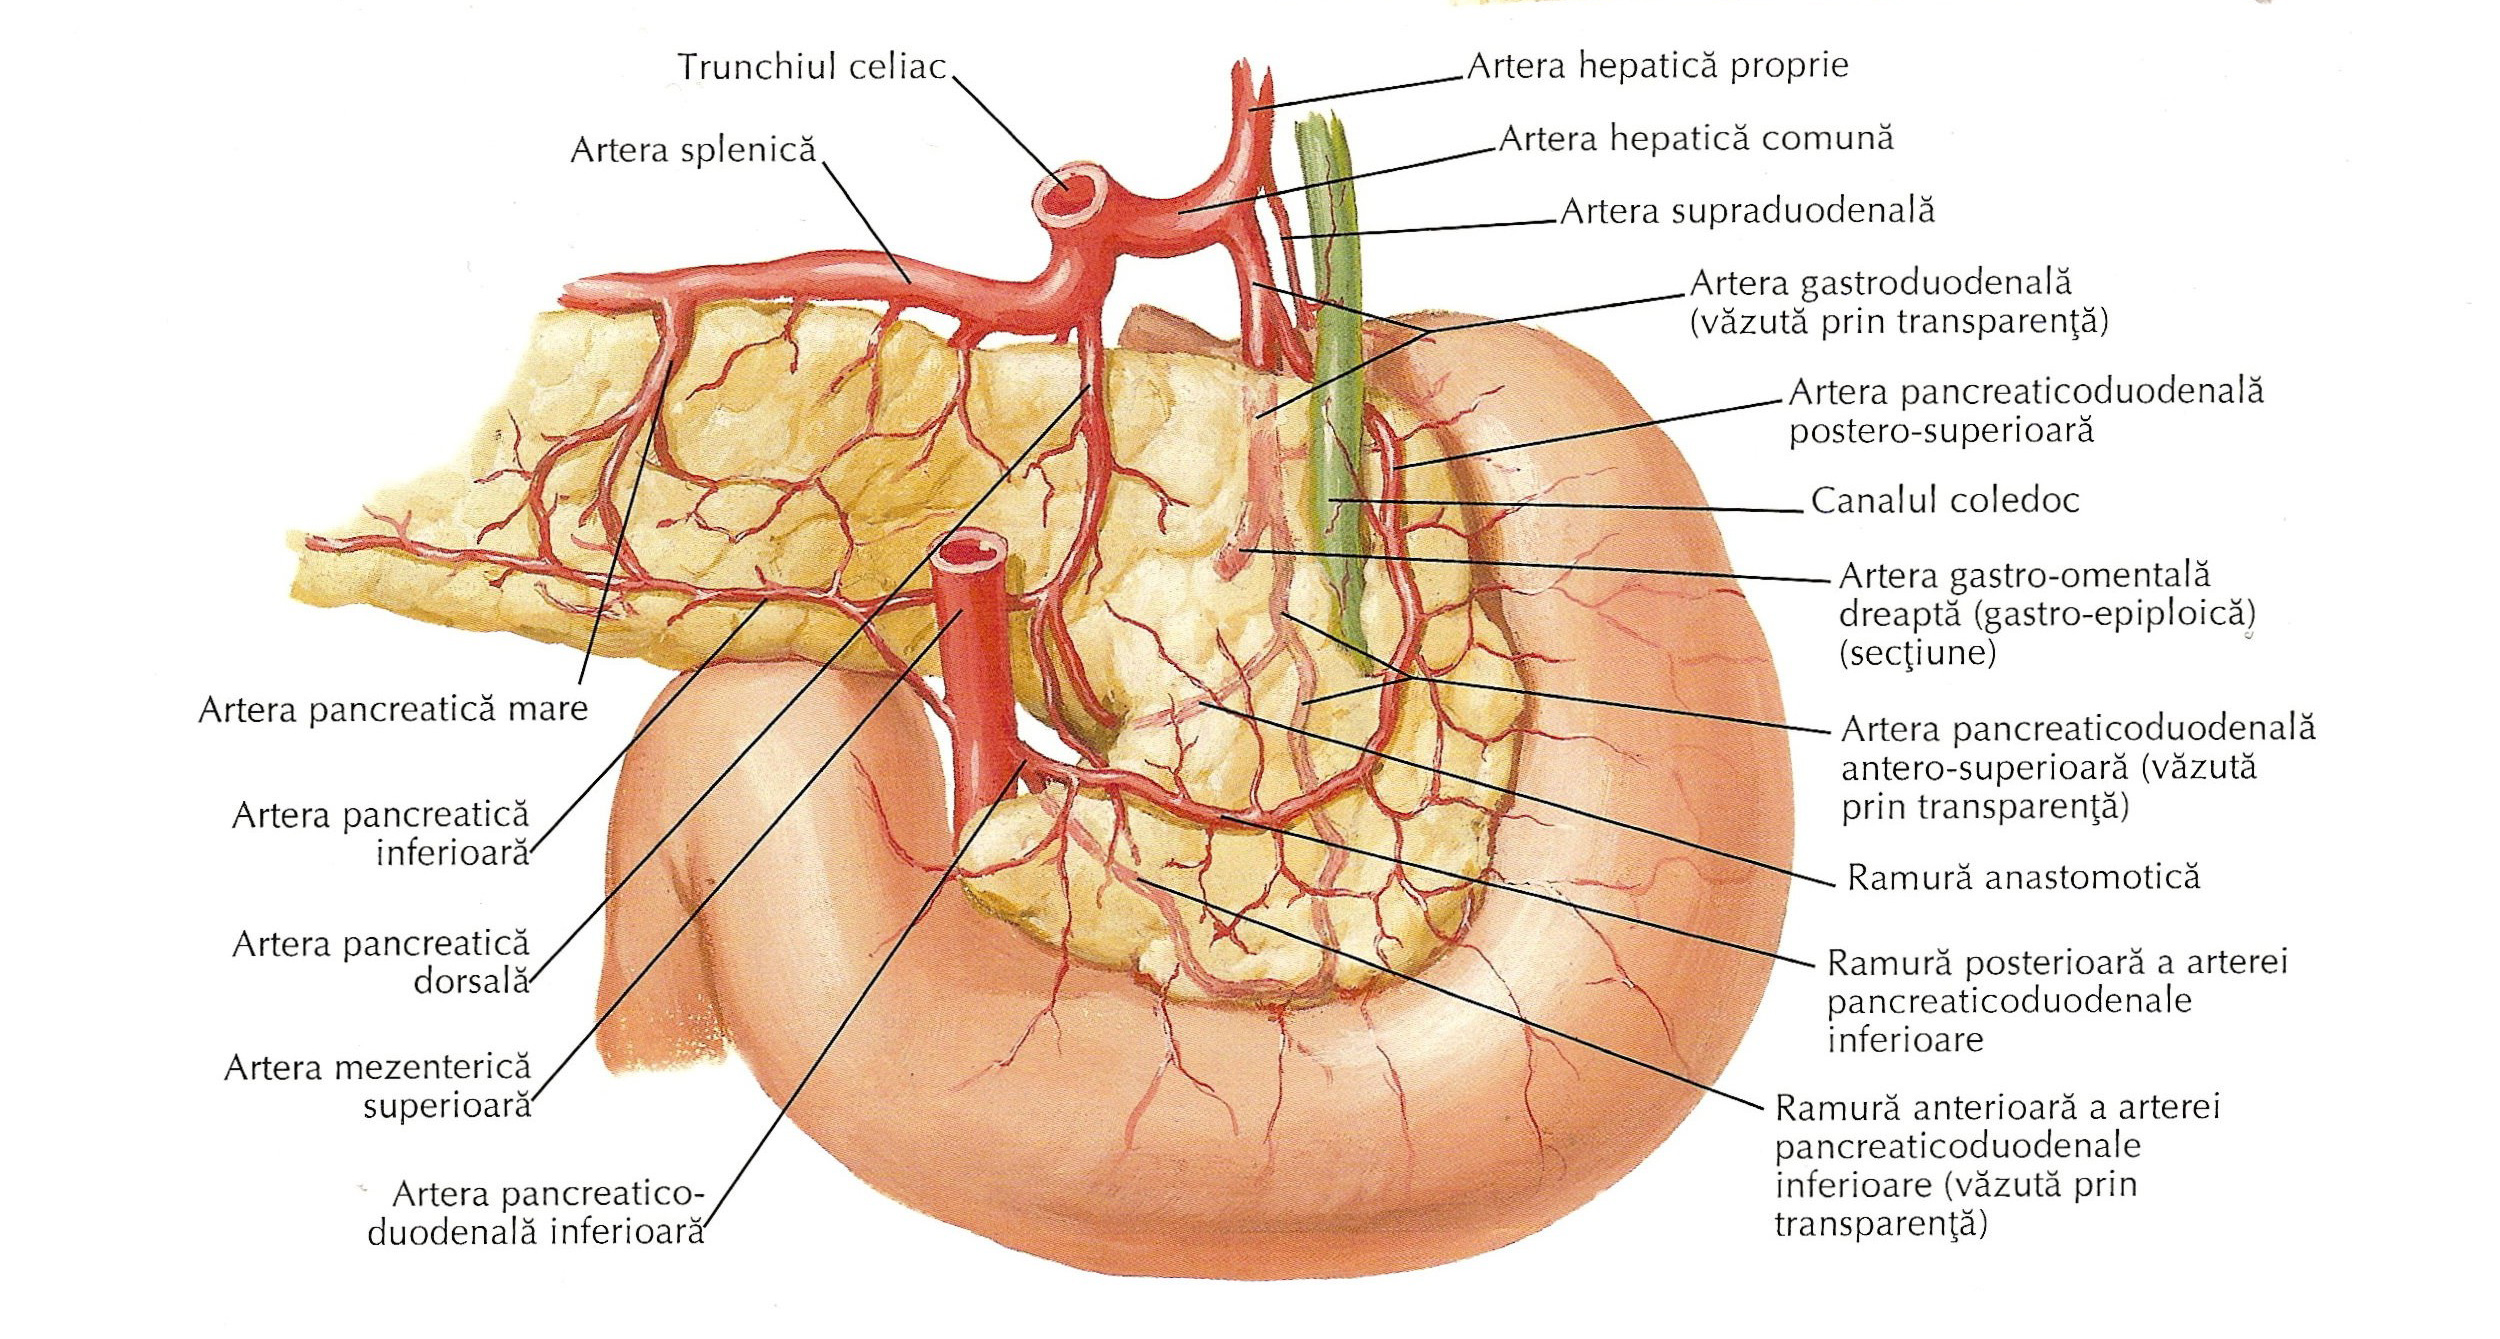 Trunchiul celiac
Artera splenică
Artera pancreatică mare
Artera pancreatică
inferioară
Artera pancreatică
dorsală
Artera mezenterică
superioară
Artera pancreatico-
duodenală inferioară
Artera hepatică proprie
Artera hepatică comună
Artera supraduodenală
Artera gastroduodenală
(văzută prin transparenţă)
Artera pancreaticoduodenală
postero-superioară
Canalul coledoc
Artera gastro-omentală
dreaptă (gastro-epiploică)
(secţiune)
Artera pancreaticoduodenală
antero-superioară (văzută
prin transparenţă)
Ramură anastomotică
Ramură posterioară a arterei
pancreaticoduodenale
inferioare
Ramură anterioară a arterei
pancreaticoduodenale
inferioare (văzută prin
transparenţă)